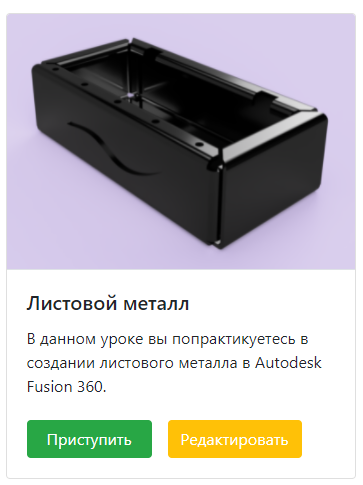 Листовой металл
В данном уроке вы попрактикуетесь в
создании листового металла в Autodesk
Fusion 360.
Приступить Редактировать